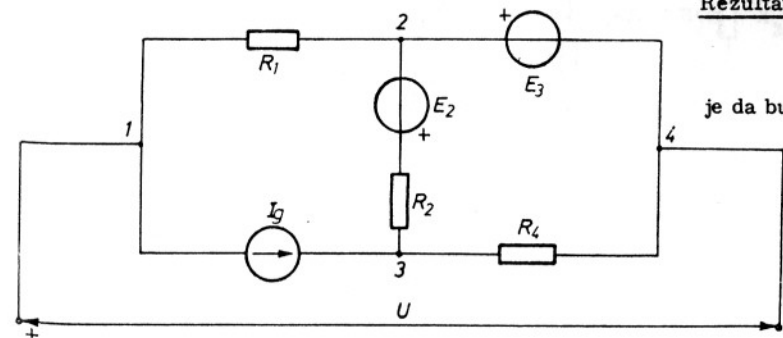 Rezulta
2
+
R1
E3
E2
je da bu
+
1
4
R2
Ig
R4
3
U
+